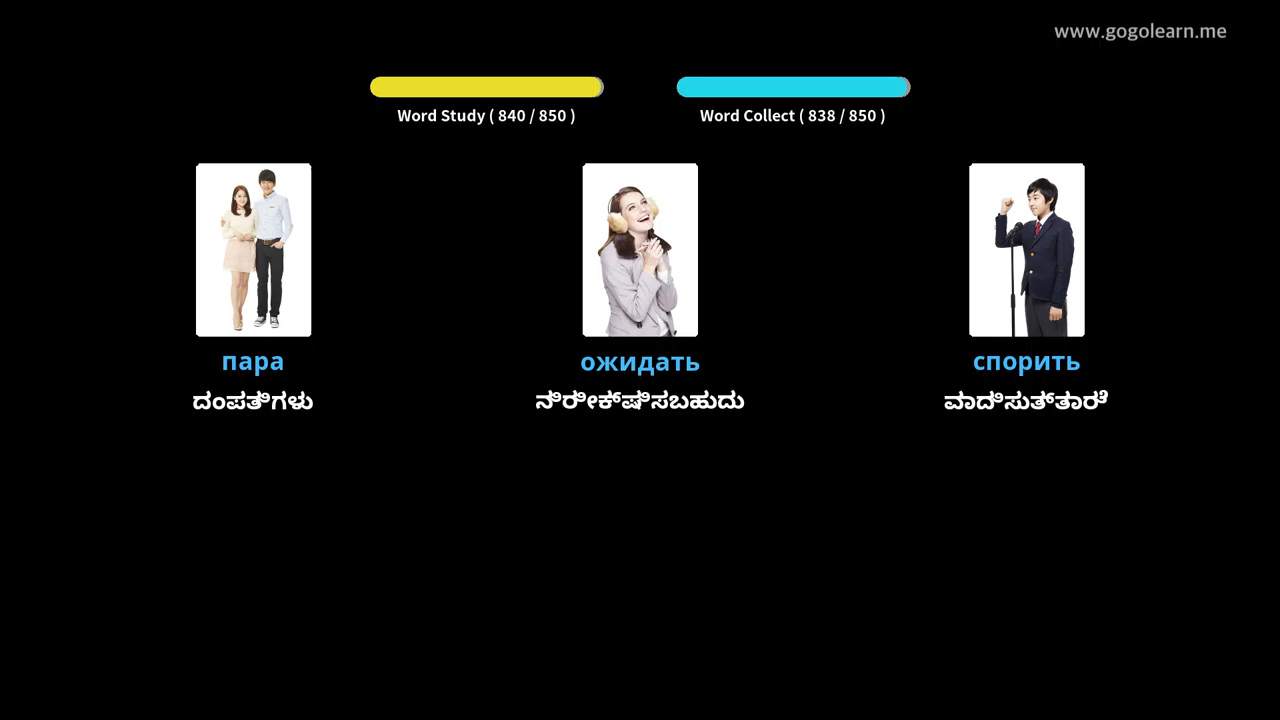 www.gogolearn.me
Word Study ( 840 / 850 )
Word Collect ( 838 / 850 )
пара
ожидать
спорить
ದಂಪತಿಗಳು
ನಿರೀಕ್ಷಿಸಬಹುದು
ವಾದಿಸುತ್ತಾರೆ